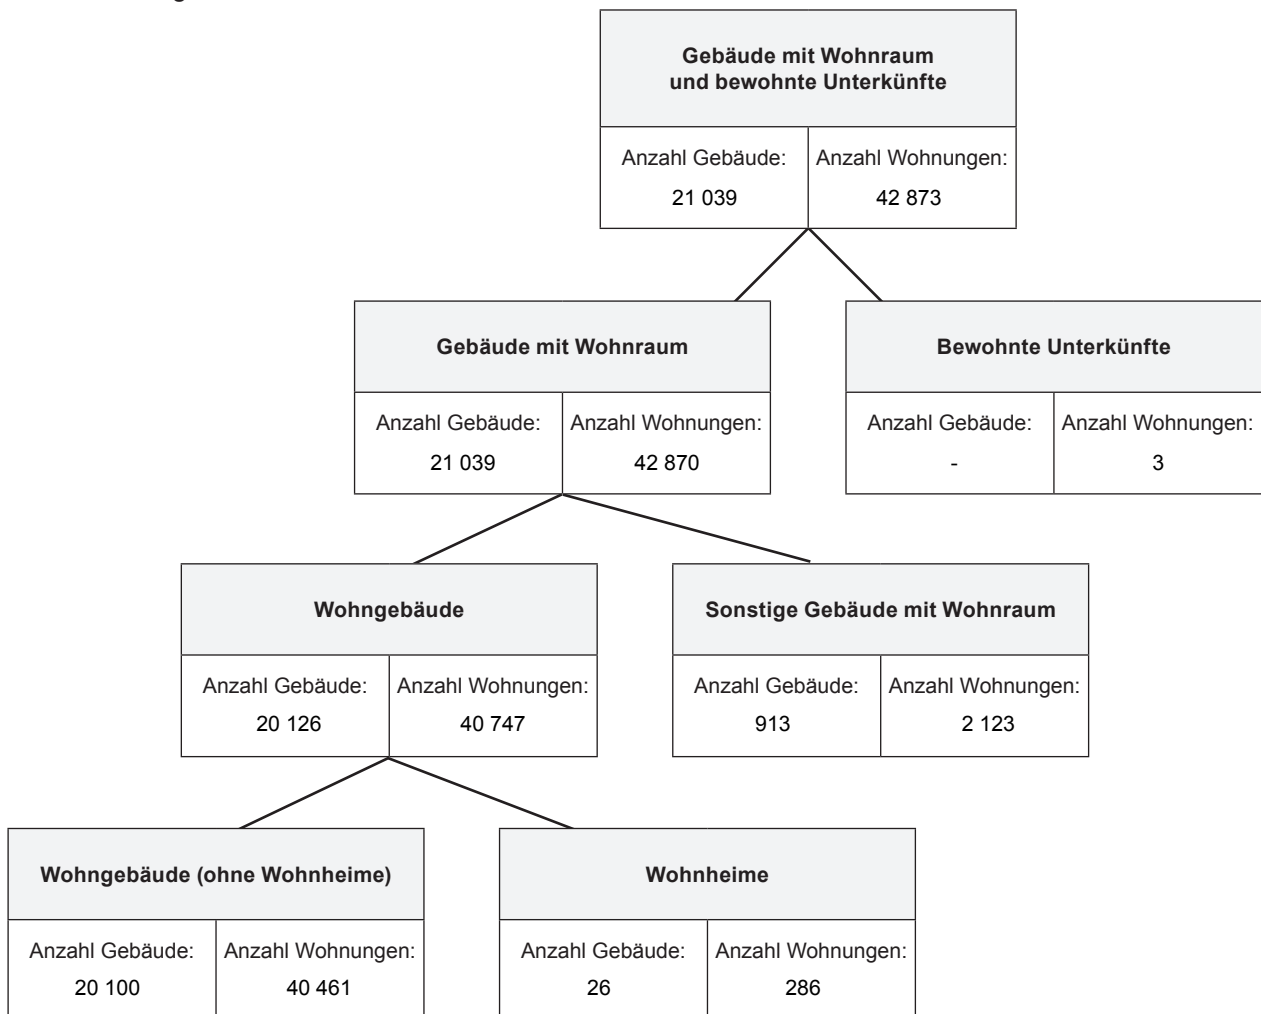 Gebäude mit Wohnraum
und bewohnte Unterkünfte
Anzahl Gebäude: Anzahl Wohnungen:
21 039 42 873
Gebäude mit Wohnraum
Anzahl Gebäude: Anzahl Wohnungen:
21 039 42 870
Bewohnte Unterkünfte
Anzahl Gebäude: Anzahl Wohnungen:
- 3
Wohngebäude
Anzahl Gebäude: Anzahl Wohnungen:
20 126 40 747
Sonstige Gebäude mit Wohnraum
Anzahl Gebäude: Anzahl Wohnungen:
913 2 123
Wohngebäude (ohne Wohnheime)
Anzahl Gebäude: Anzahl Wohnungen:
20 100 40 461
Wohnheime
Anzahl Gebäude: Anzahl Wohnungen:
26 286